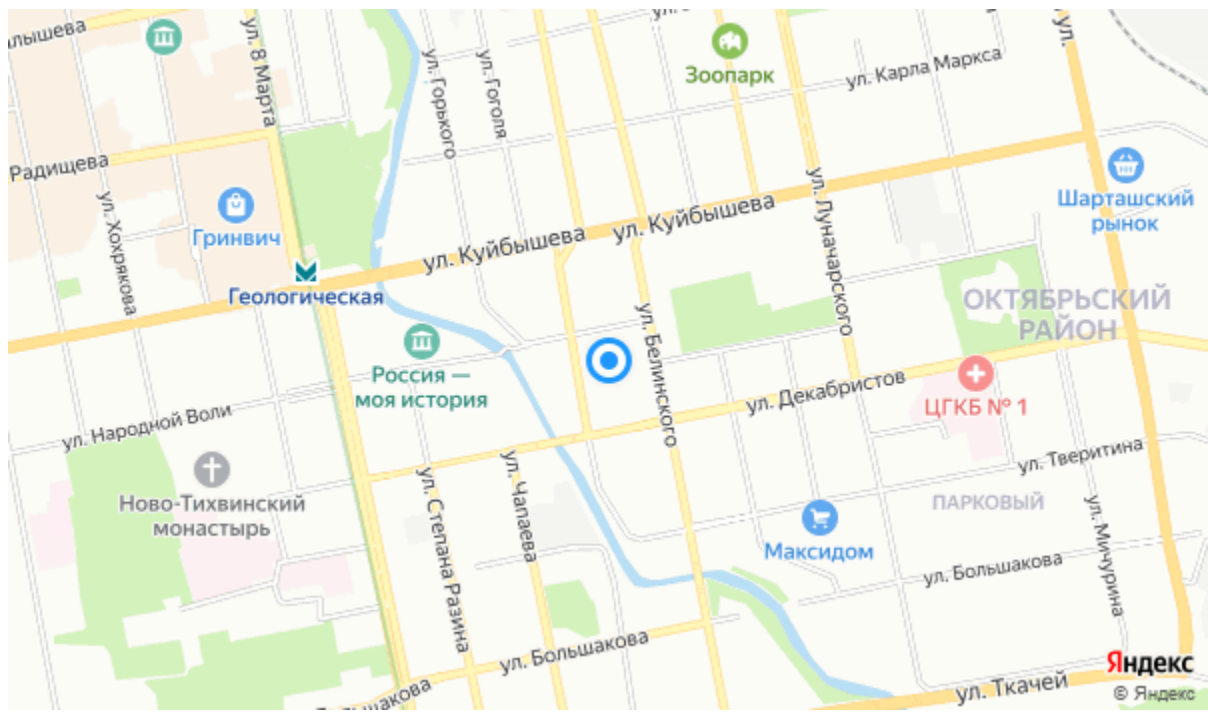 ул. 8 Марта
ул. Горького
ул. Гоголя
Зоопарк
ул. Карла Маркса
Радищева
ул. Хохрякова
Гринвич
ул. Куйбышева
ул. Куйбышева
ул. Луначарского
Шарташский
рынок
Геологическая
ОКТЯБРЬСКИЙ
РАЙОН
Россия —
моя история
ул. Белинского
ул. Декабристов
ЦГКБ № 1
ул. Народной Воли
Ново-Тихвинский
монастырь
ул. Степана Разина
ул. Чапаева
ул. Тверитина
ПАРКОВЫЙ
Максидом
ул. Большакова
ул. Мичурина
ул. Большакова
ул. Ткачей
Яндекс
© Яндекс